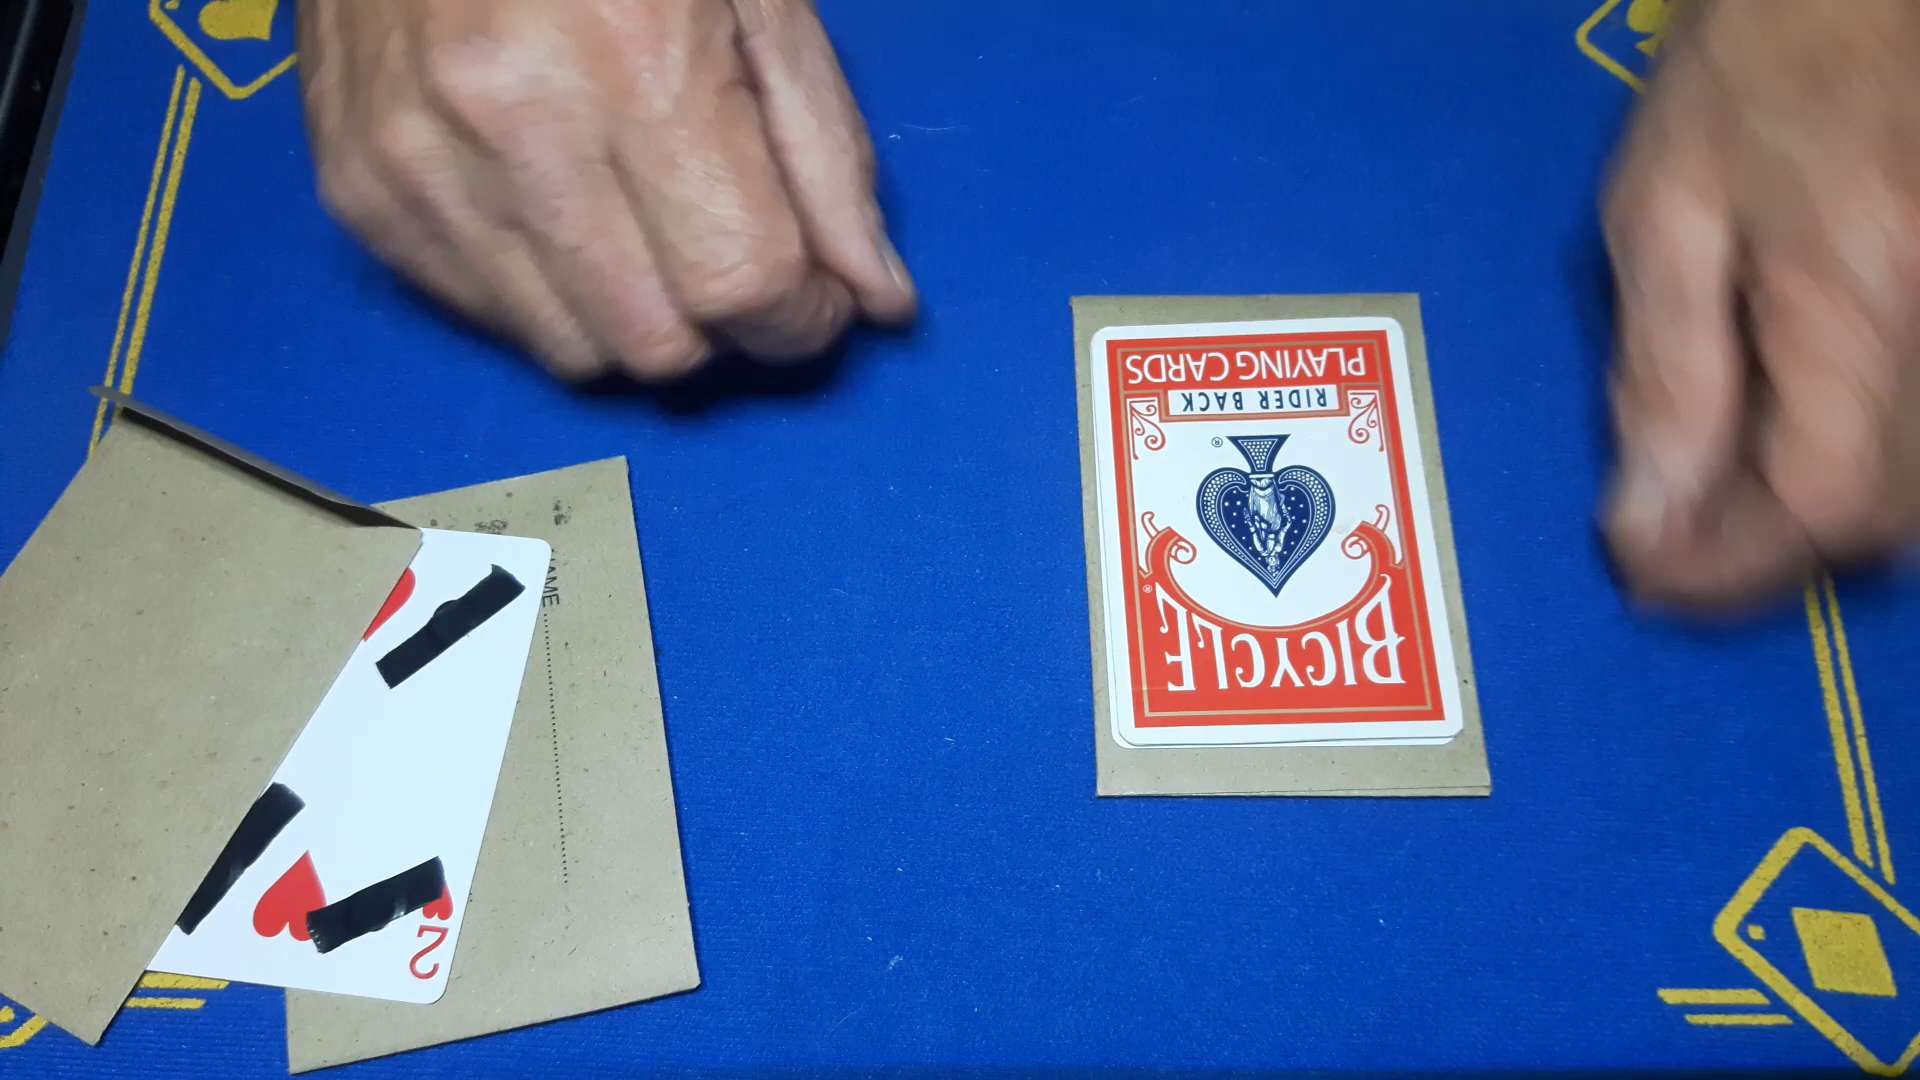 PLAYING CARDS
RIDER BACK
®
BICYCLE®
AME
2